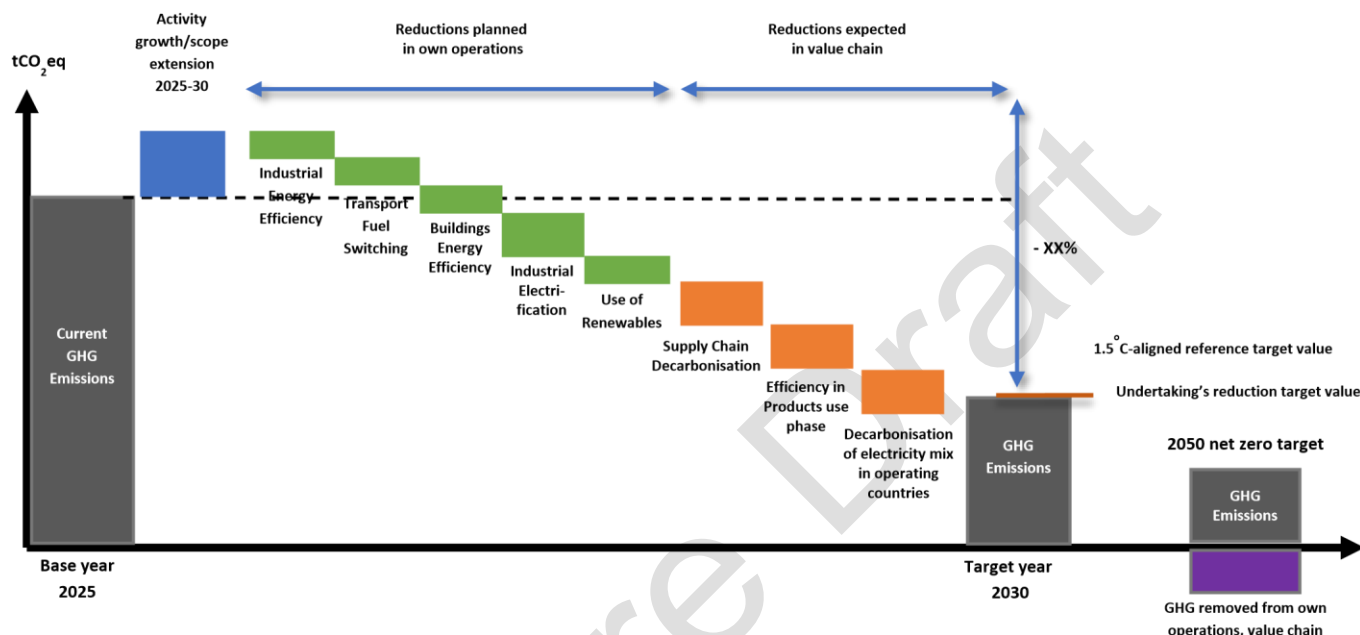 Activity
growth/scope
extension
2025-30
Reductions planned
in own operations
Reductions expected
in value chain
tCO2eq
Industrial
Energy
Efficiency
Transport
Fuel
Switching
Buildings
Energy
Efficiency
Industrial
Electri-
fication
Use of
Renewables
Supply Chain
Decarbonisation
Efficiency in
Products use
phase
Decarbonisation
of electricity mix
in operating
countries
Current
GHG
Emissions
- XX%
1.5°C-aligned reference target value
Undertaking's reduction target value
GHG
Emissions
2050 net zero target
GHG
Emissions
Base year
2025
Target year
2030
GHG removed from own
operations, value chain
re Draft